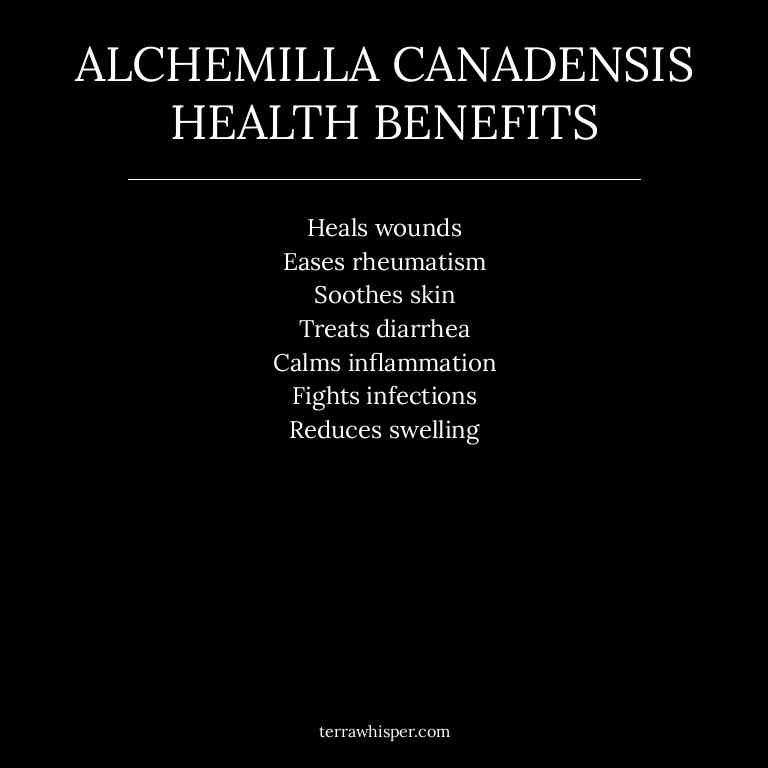 ALCHEMILLA CANADENSIS
HEALTH BENEFITS
Heals wounds
Eases rheumatism
Soothes skin
Treats diarrhea
Calms inflammation
Fights infections
Reduces swelling
terrawhisper.com